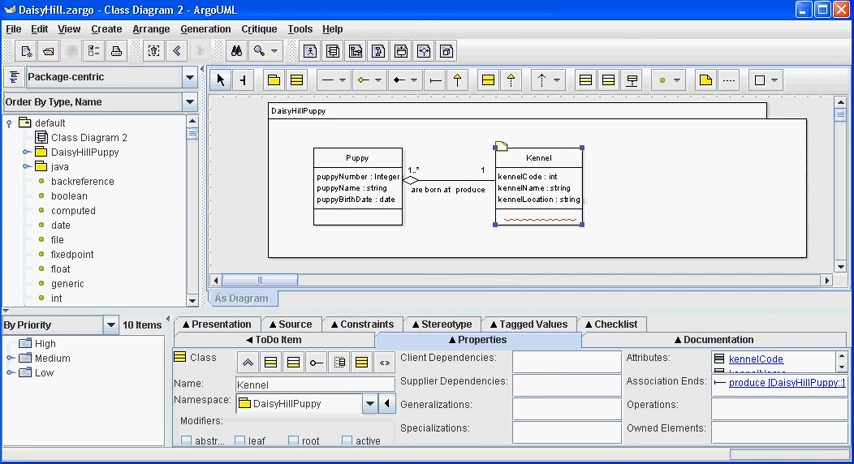 DaisyHill.zargo - Class Diagram 2 - ArgoUML
File Edit View Create Arrange Generation Critique Tools Help
Package-centric
Order By Type, Name
default
Class Diagram 2
DaisyHillPuppy
java
backreference
boolean
computed
date
file
fixedpoint
float
generic
int
DaisyHillPuppy
Puppy
puppyNumber : Integer
puppyName : string
puppyBirthDate : date
1..*
1
are born at produce
Kennel
kennelCode : int
kennelName : string
kennelLocation : string
As Diagram
By Priority
10 Items
High
Medium
Low
Presentation Source Constraints Stereotype Tagged Values Checklist
ToDo Item Properties Documentation
Class
Name: Kennel
Namespace: DaisyHillPuppy
Modifiers:
abstr... leaf root active
Client Dependencies:
Supplier Dependencies:
Generalizations:
Specializations:
Attributes: kennelCode
kennelName
Association Ends: produce [DaisyHillPuppy::]
Operations:
Owned Elements: